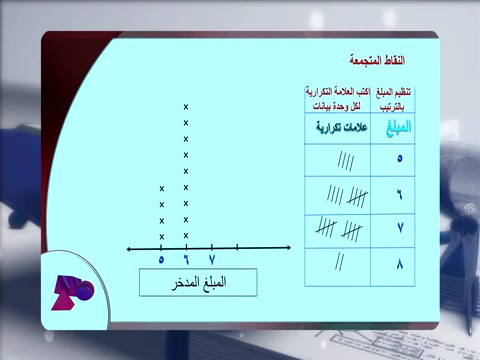 النقاط المتجمعة
تنظيم المبلغ بالترتيب
اكتب العلامة التكرارية لكل وحدة بيانات
المبلغ
علامات تكرارية
٥
٦
٧
٨
x
x
x
x
x
x
x
x
x
x
x
x
x
٥ ٦ ٧
المبلغ المدخر